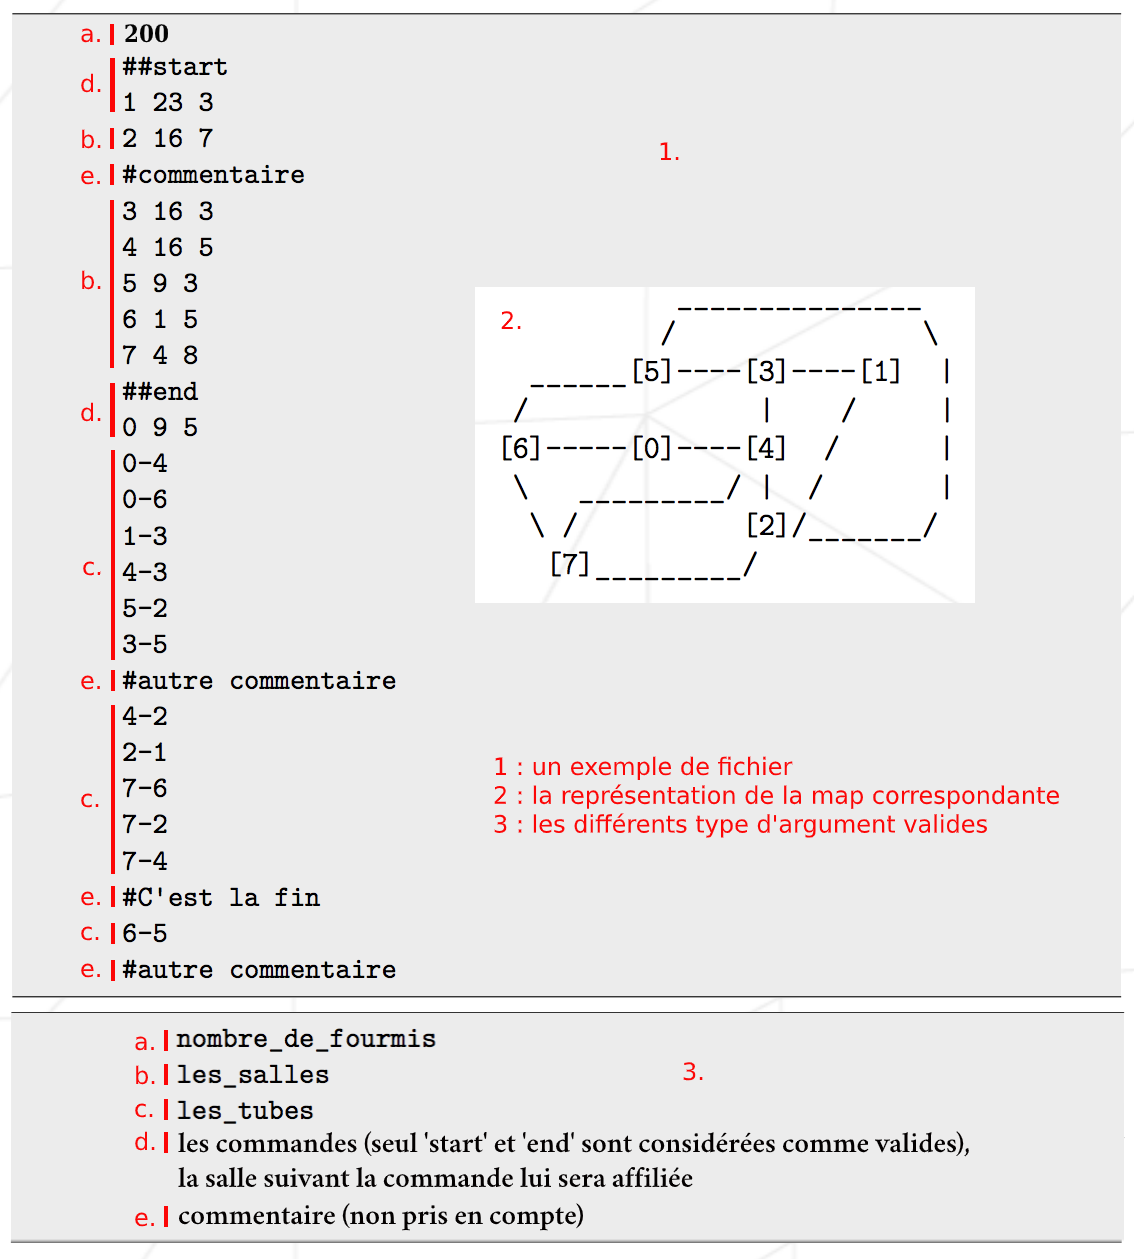 a. 200
d. ##start
1 23 3
b. 2 16 7
1.
e. #commentaire
3 16 3
4 16 5
b. 5 9 3
6 1 5
7 4 8
d. ##end
0 9 5
0-4
0-6
1-3
c. 4-3
5-2
3-5
e. #autre commentaire
4-2
2-1
c. 7-6
7-2
7-4
e. #C'est la fin
c. 6-5
e. #autre commentaire
2. _______________
/ \
______[5]----[3]----[1] |
/ | / |
[6]-----[0]----[4] / |
\ _________/ | / |
\ / [2]/_______/
[7]_________/
1 : un exemple de fichier
2 : la représentation de la map correspondante
3 : les différents type d'argument valides
a. nombre_de_fourmis
b. les_salles
3.
c. les_tubes
d. les commandes (seul 'start' et 'end' sont considérées comme valides),
la salle suivant la commande lui sera affiliée
e. commentaire (non pris en compte)